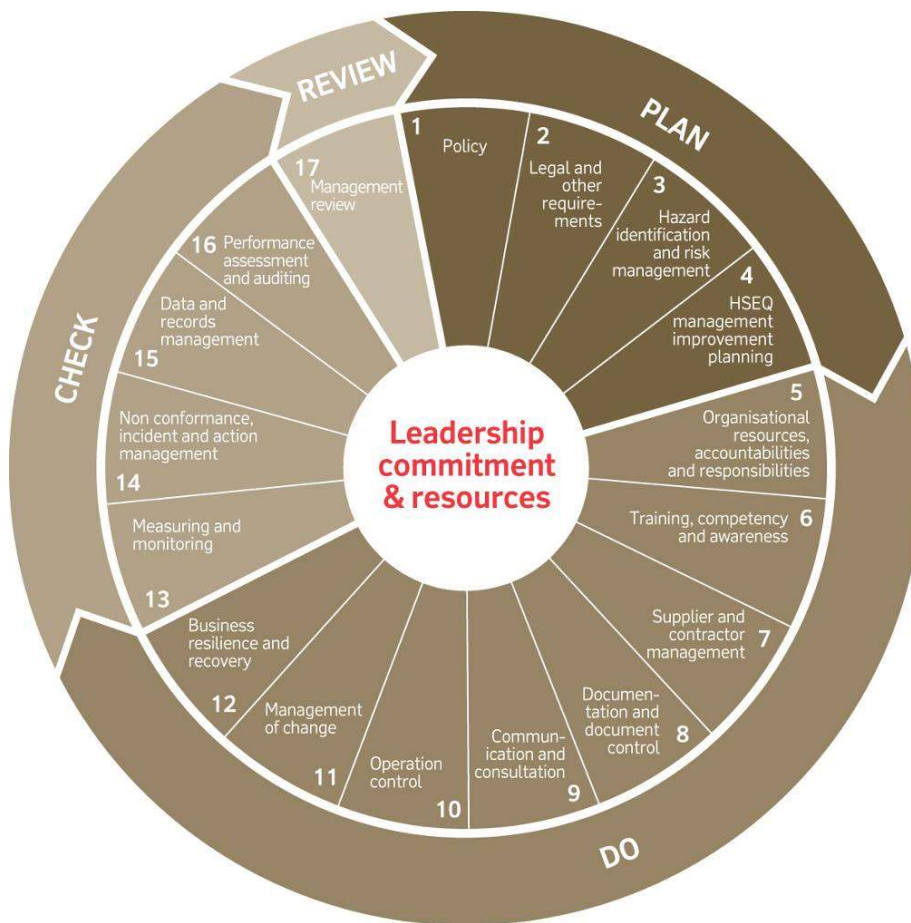 REVIEW
PLAN
DO
CHECK
1
Policy
2
Legal and
other
require-
ments
3
Hazard
identification
and risk
management
4
HSEQ
management
improvement
planning
5
Organisational
resources,
accountabilities
and responsibilities
6
Training, competency
and awareness
Supplier and
contractor
management
7
Documen-
tation and
document
control
8
Commun-
ication and
consultation
9
Operation
control
10
Management
of change
11
Business
resilience and
recovery
12
Measuring and
monitoring
13
Non conformance,
incident and action
management
14
Data and
records
management
15
16
Performance
assessment
and auditing
17
Management
review
Leadership
commitment
& resources